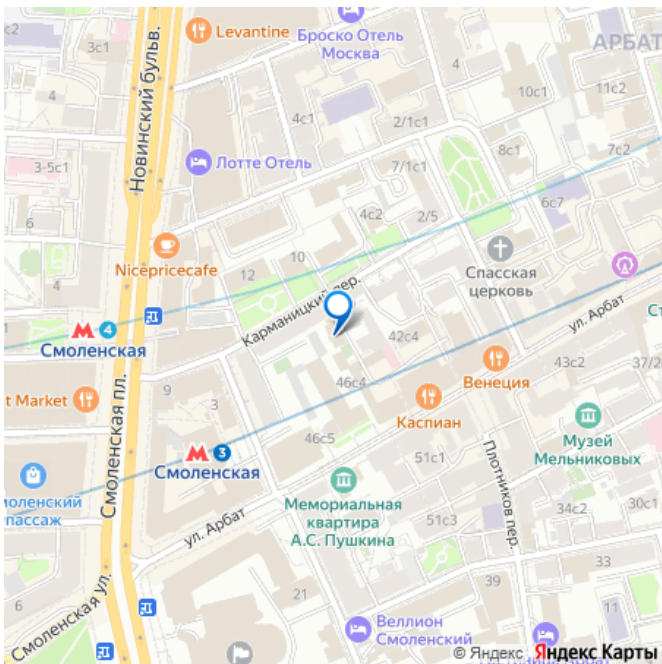 Levantine
Броско Отель
Москва
АРБАТ
3с1
4
10с1
11с2
4с1
2/1с1
4
8с1
7с2
Новинский бульв.
3-5с1
Лотте Отель
7/1с1
6с7
6
4с2
2/5
Nicepricecafe
10
12
Спасская
церковь
Карманицкий пер.
ул. Арбат
4
Смоленская
42с4
43с2
37/2
t Market
9
3
46с4
Венеция
Каспиан
Музей
Мельниковых
Смоленская пл.
3
Смоленская
46с5
51с1
Плотников пер.
моленский
пассаж
Мемориальная
квартира
А.С. Пушкина
ул. Арбат
51с3
34с2
30с1
33
39
21
6
11
Смоленская ул.
Веллион
Смоленский
© Яндекс Яндекс Карты